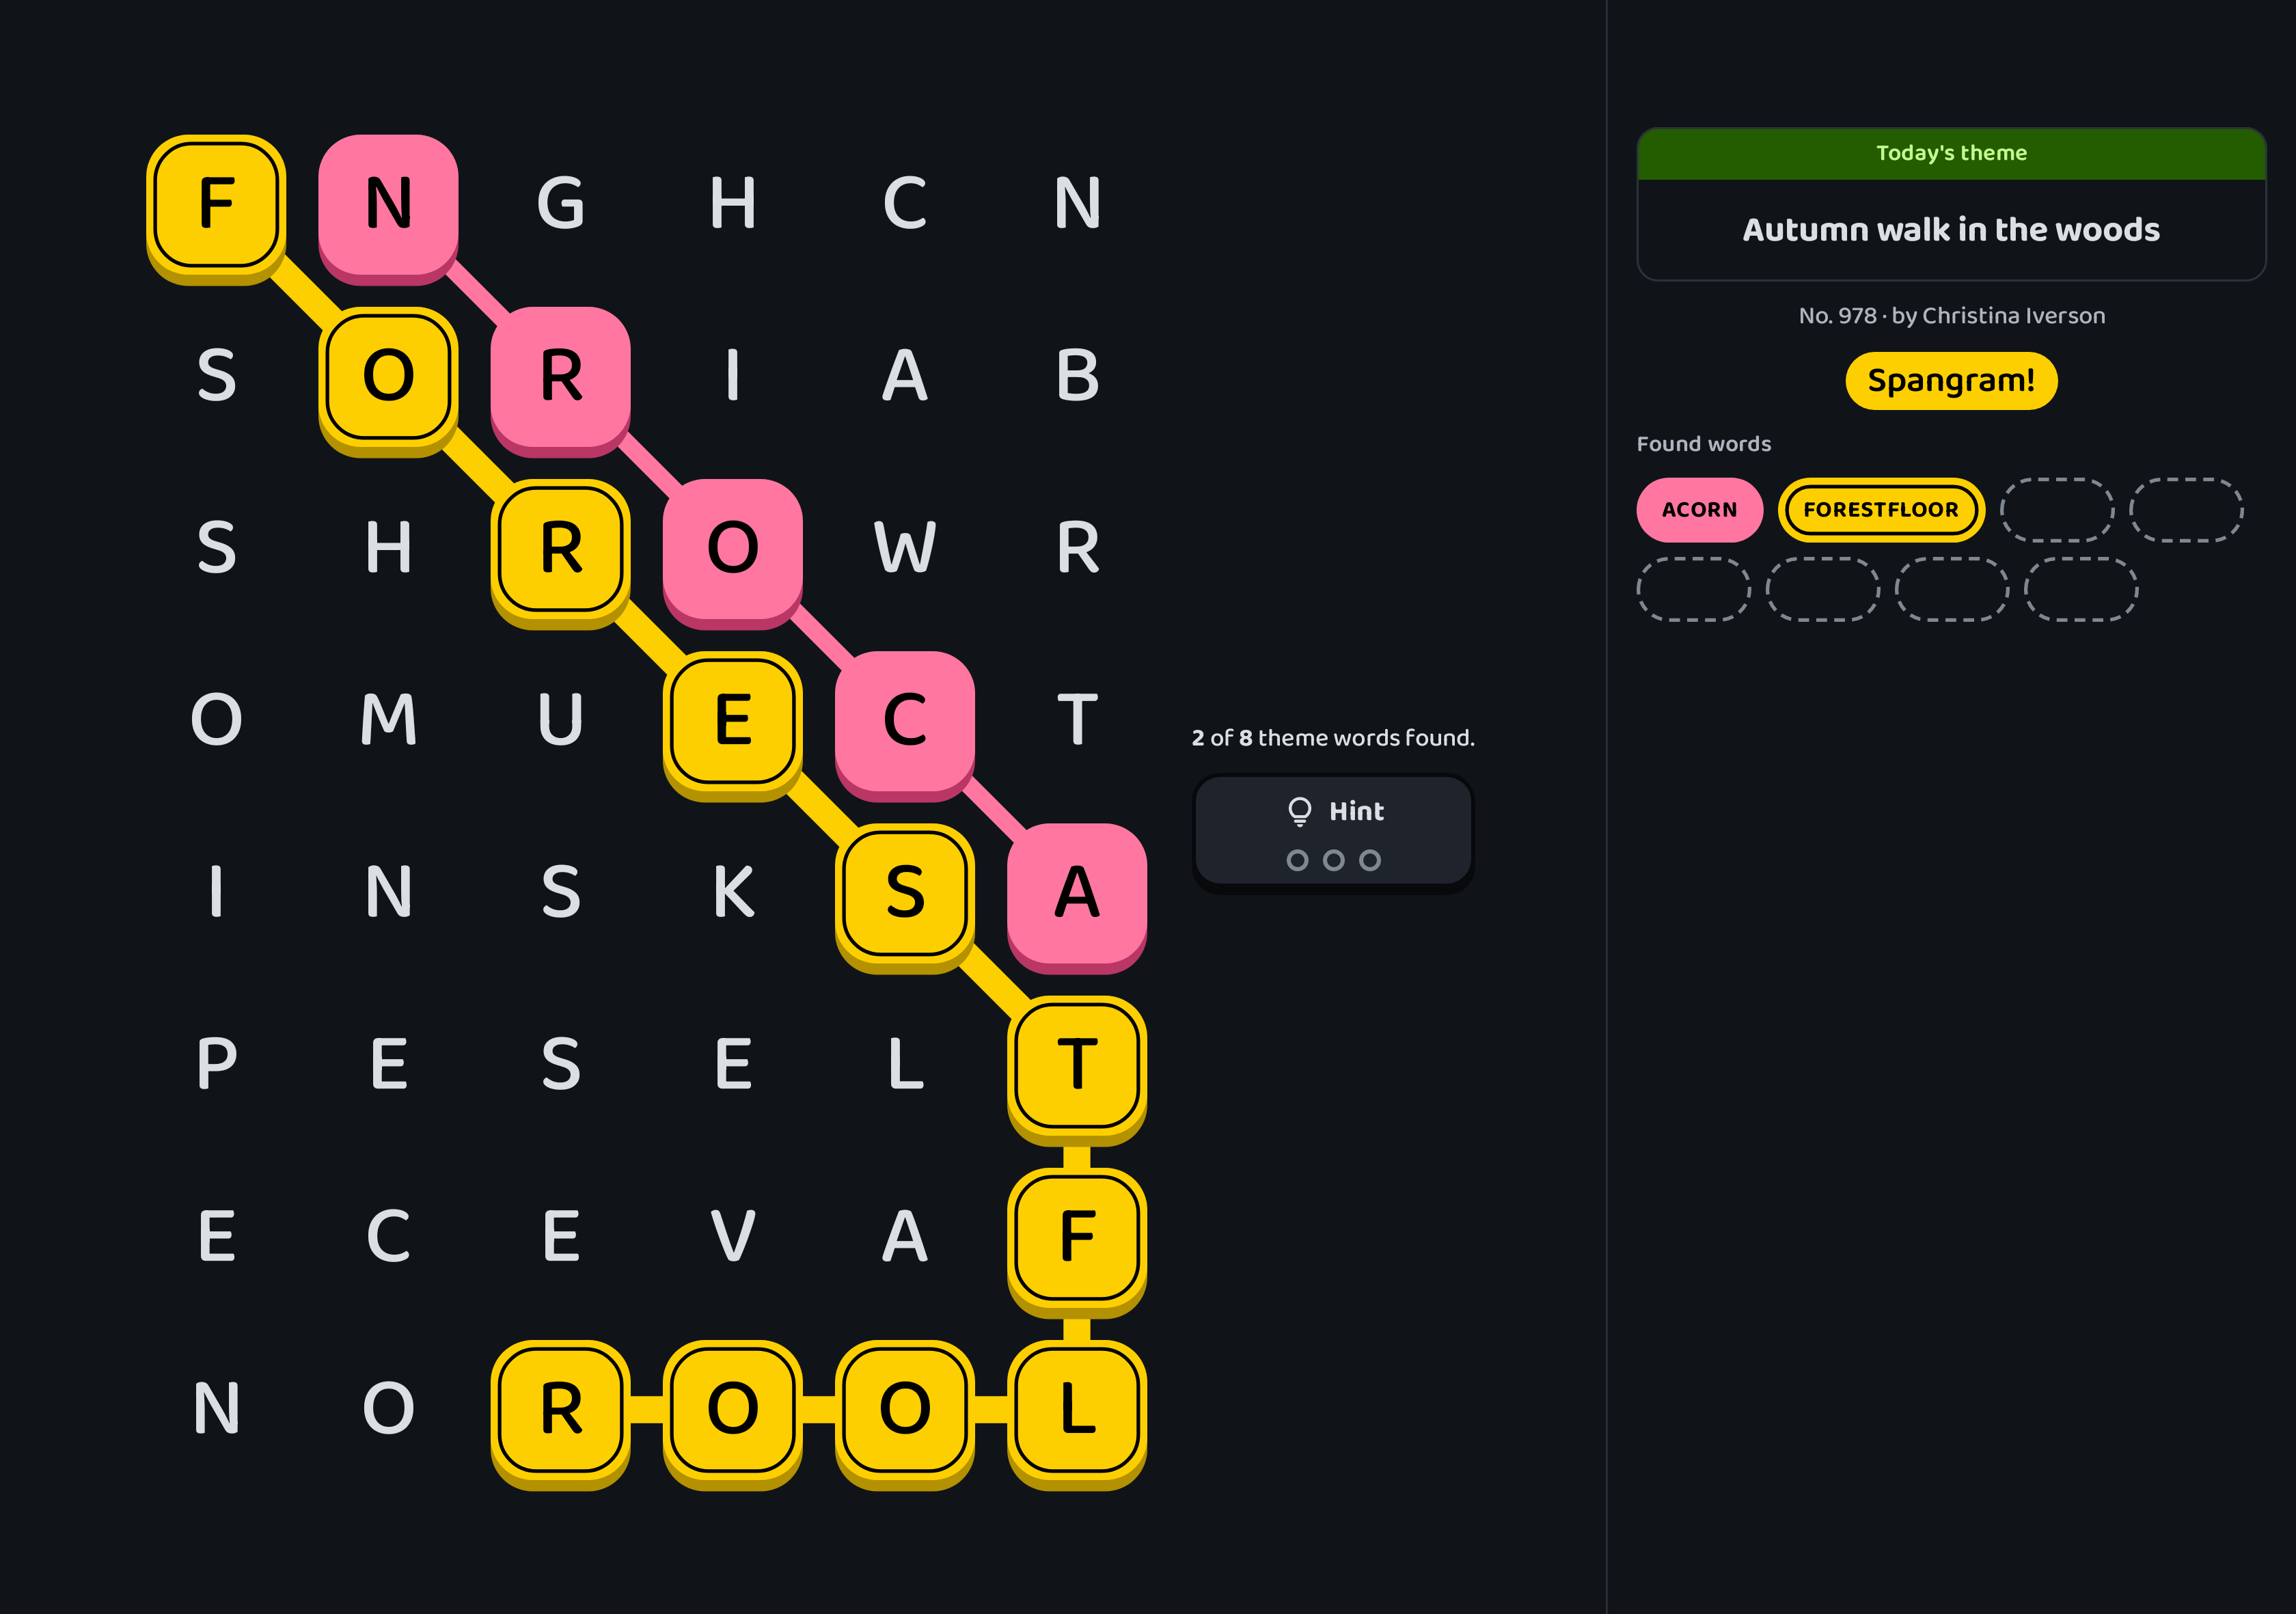 F N G H C N
S O R I A B
S H R O W R
O M U E C T
I N S K S A
P E S E L T
E C E V A F
N O R O O L
2 of 8 theme words found.
Hint
Today's theme
Autumn walk in the woods
No. 978 · by Christina Iverson
Spangram!
Found words
ACORN FORESTFLOOR